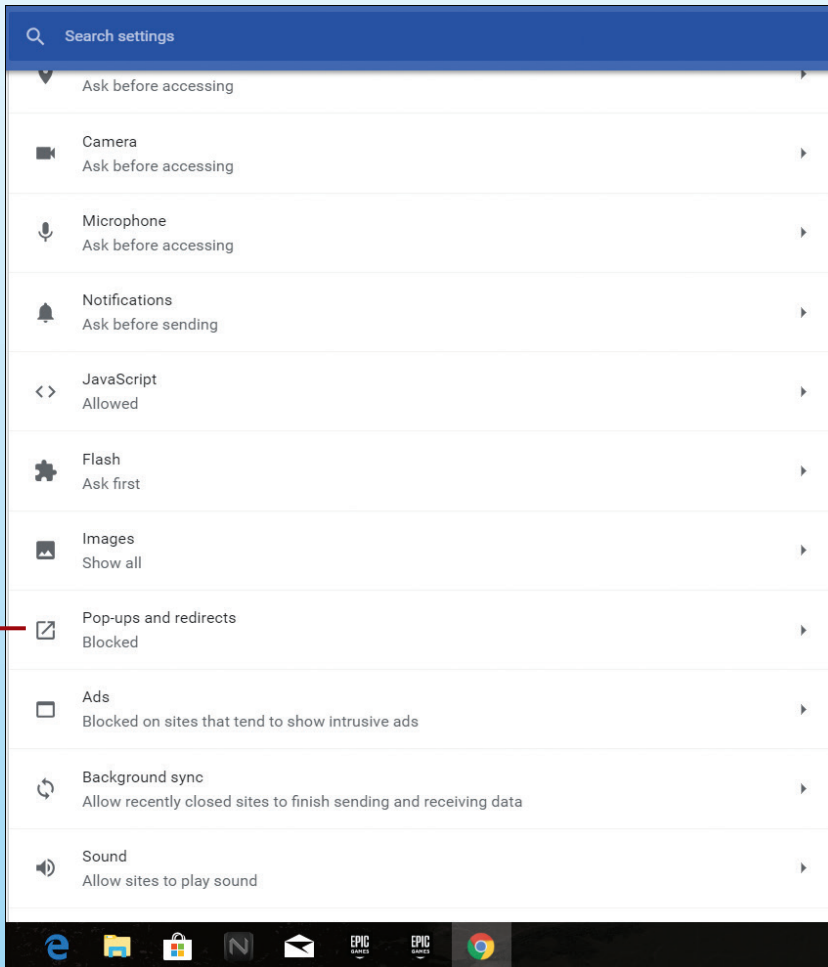 Search settings
Ask before accessing
Camera
Ask before accessing
Microphone
Ask before accessing
Notifications
Ask before sending
JavaScript
Allowed
Flash
Ask first
Images
Show all
Pop-ups and redirects
Blocked
Ads
Blocked on sites that tend to show intrusive ads
Background sync
Allow recently closed sites to finish sending and receiving data
Sound
Allow sites to play sound
EPIC
GAMES
EPIC
GAMES